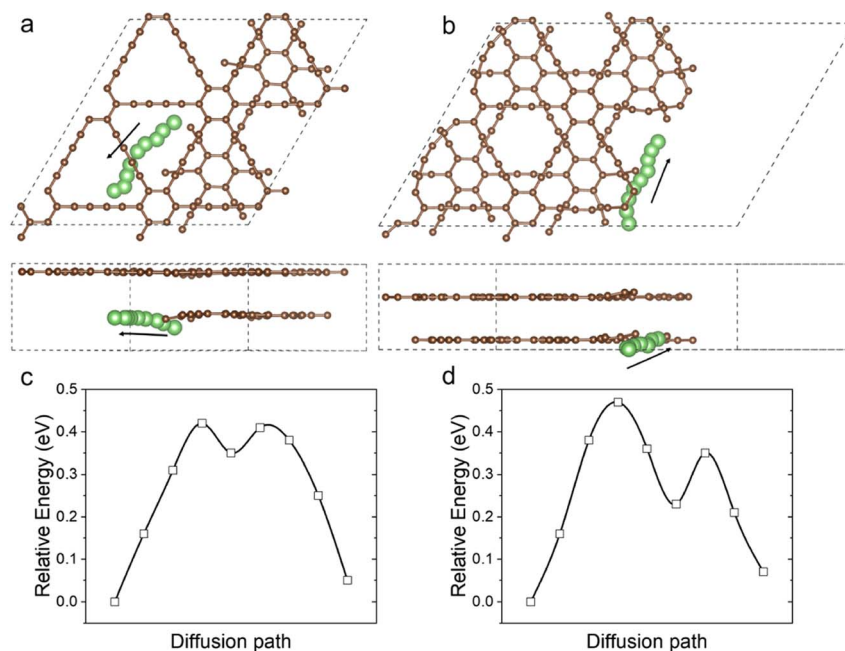 a
b
c
d
0.5
0.4
0.3
0.2
0.1
0.0
Relative Energy (eV)
Diffusion path
0.5
0.4
0.3
0.2
0.1
0.0
Relative Energy (eV)
Diffusion path